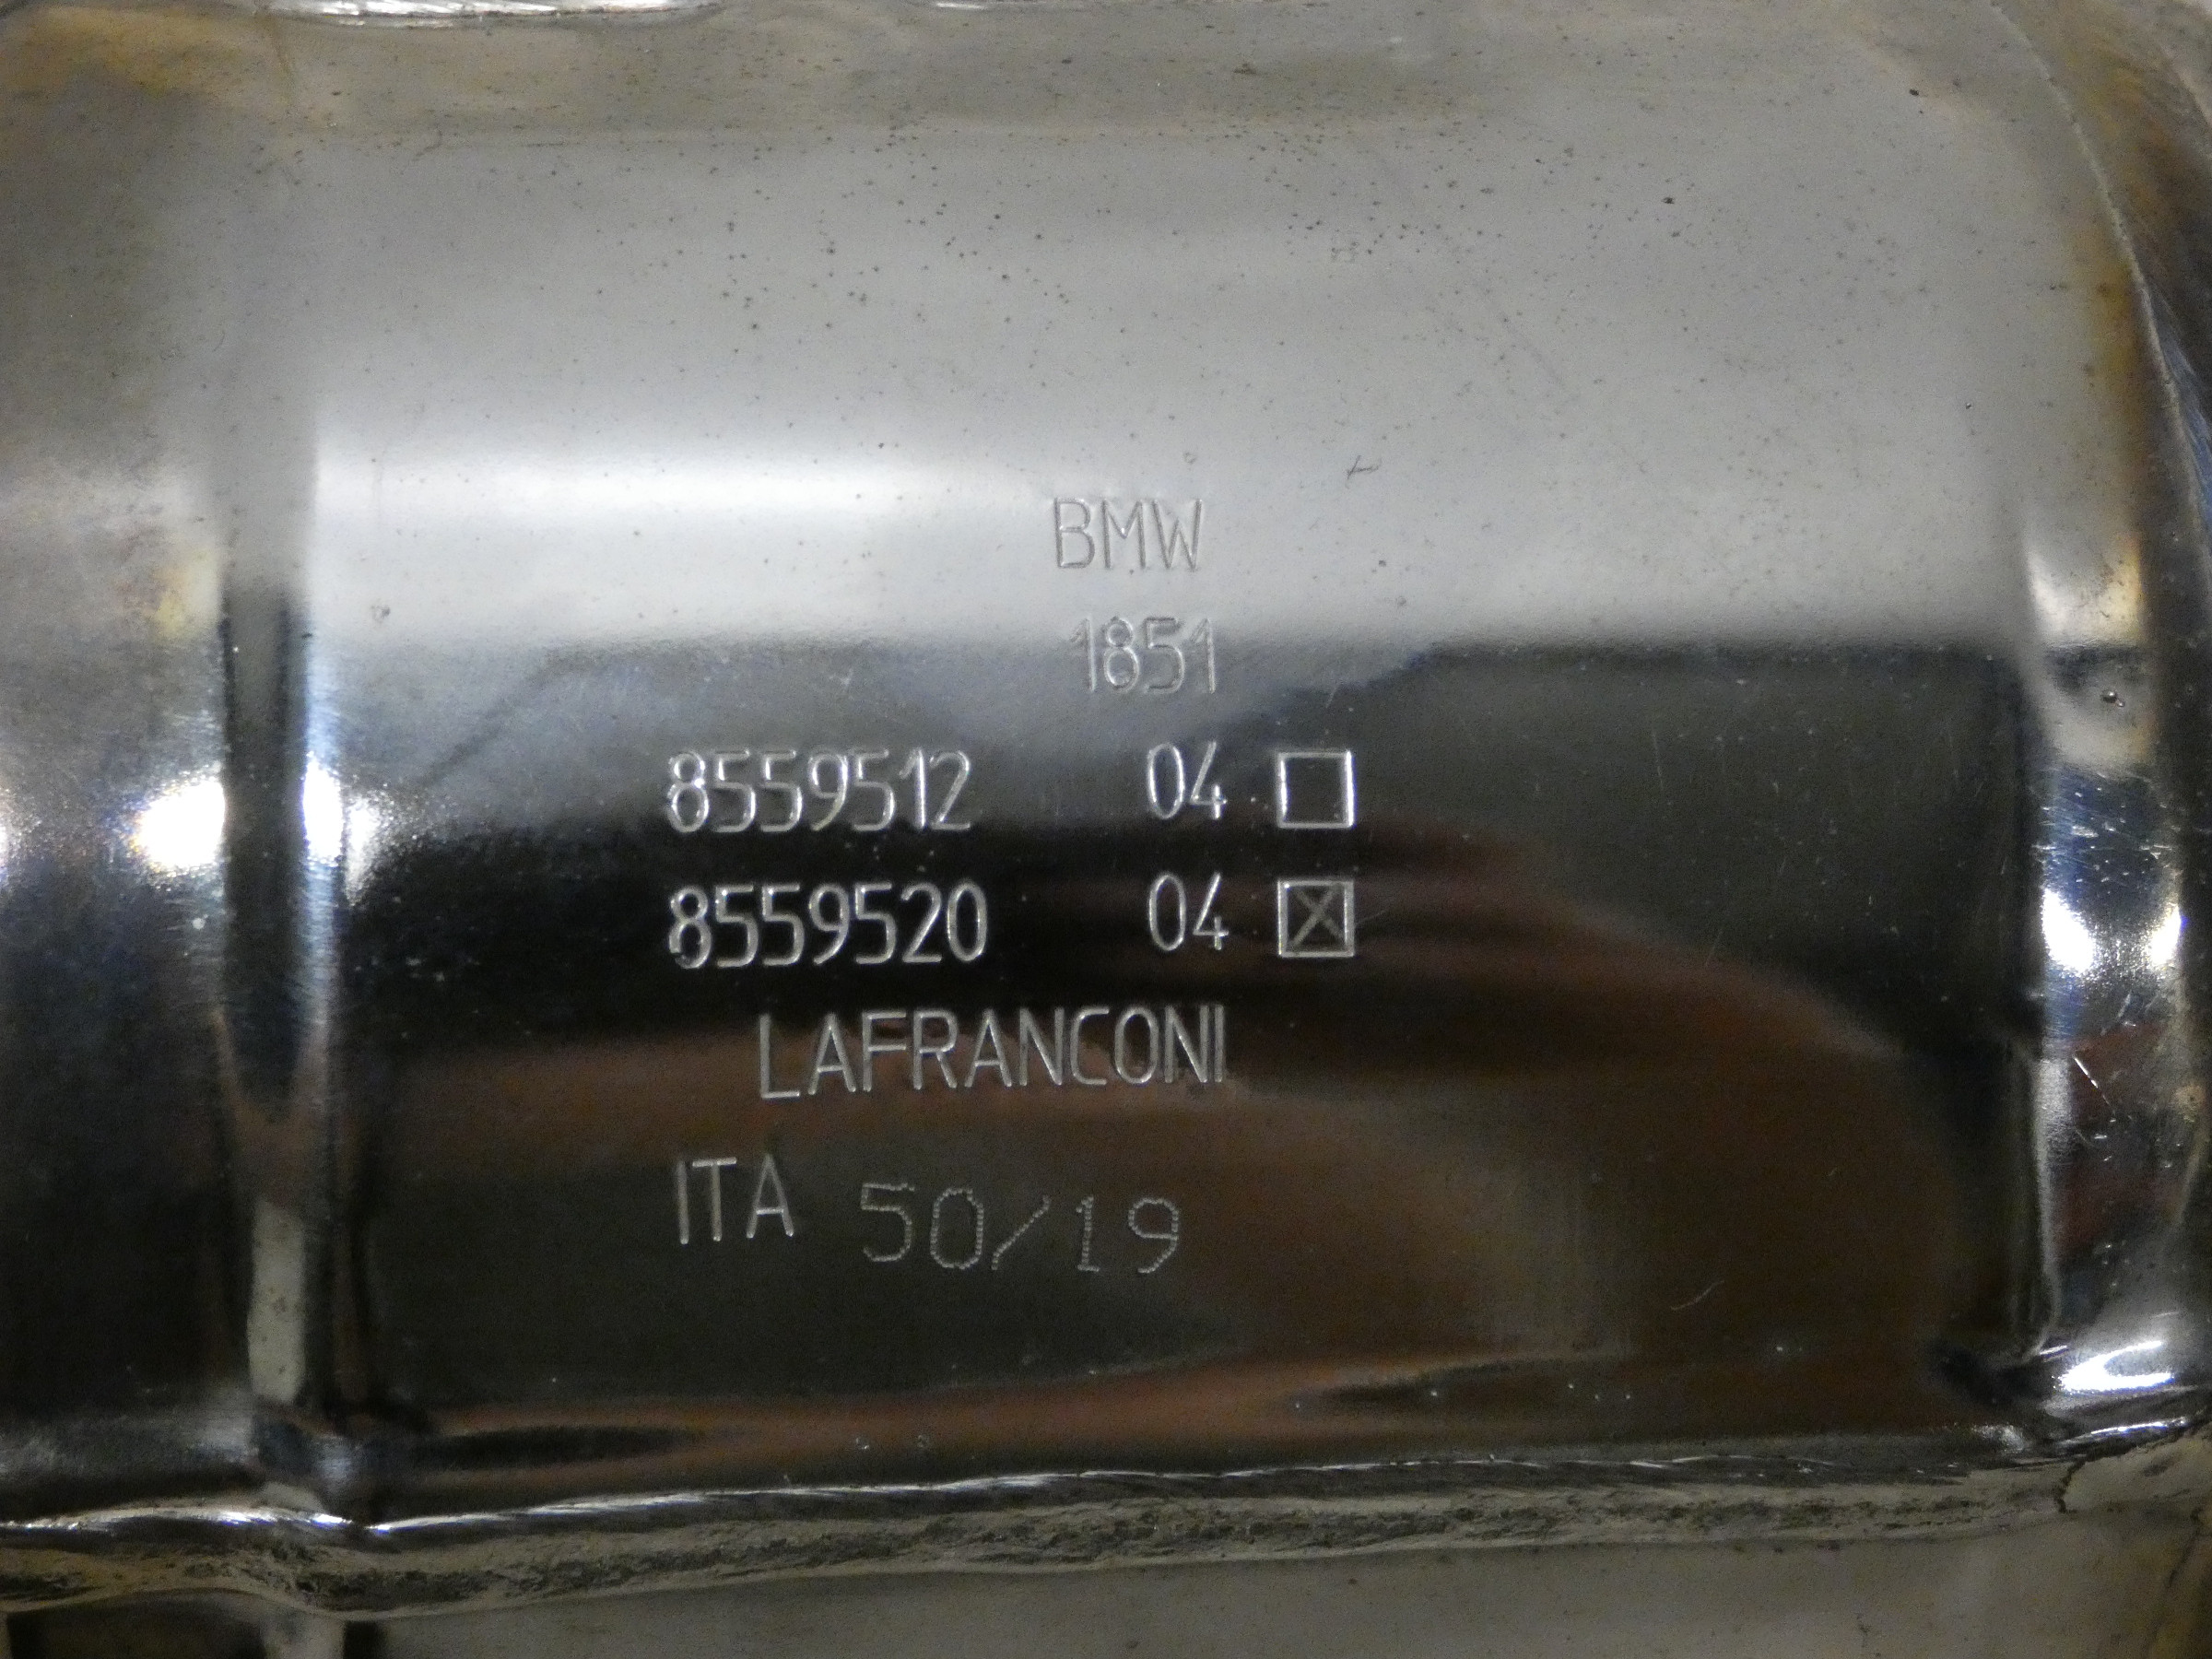 BMW
1851
8559512 04 ☐
8559520 04 ☒
LAFRANCONI
ITA 50/19